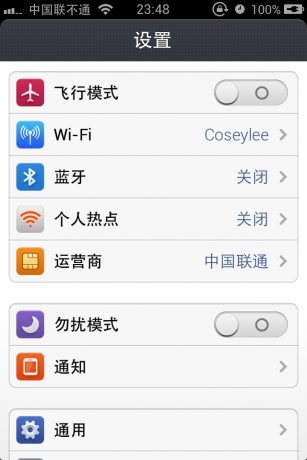 中国联不通 23:48 100%
设置
飞行模式
Wi-Fi Coseylee
蓝牙 关闭
个人热点 关闭
运营商 中国联通
勿扰模式
通知
通用